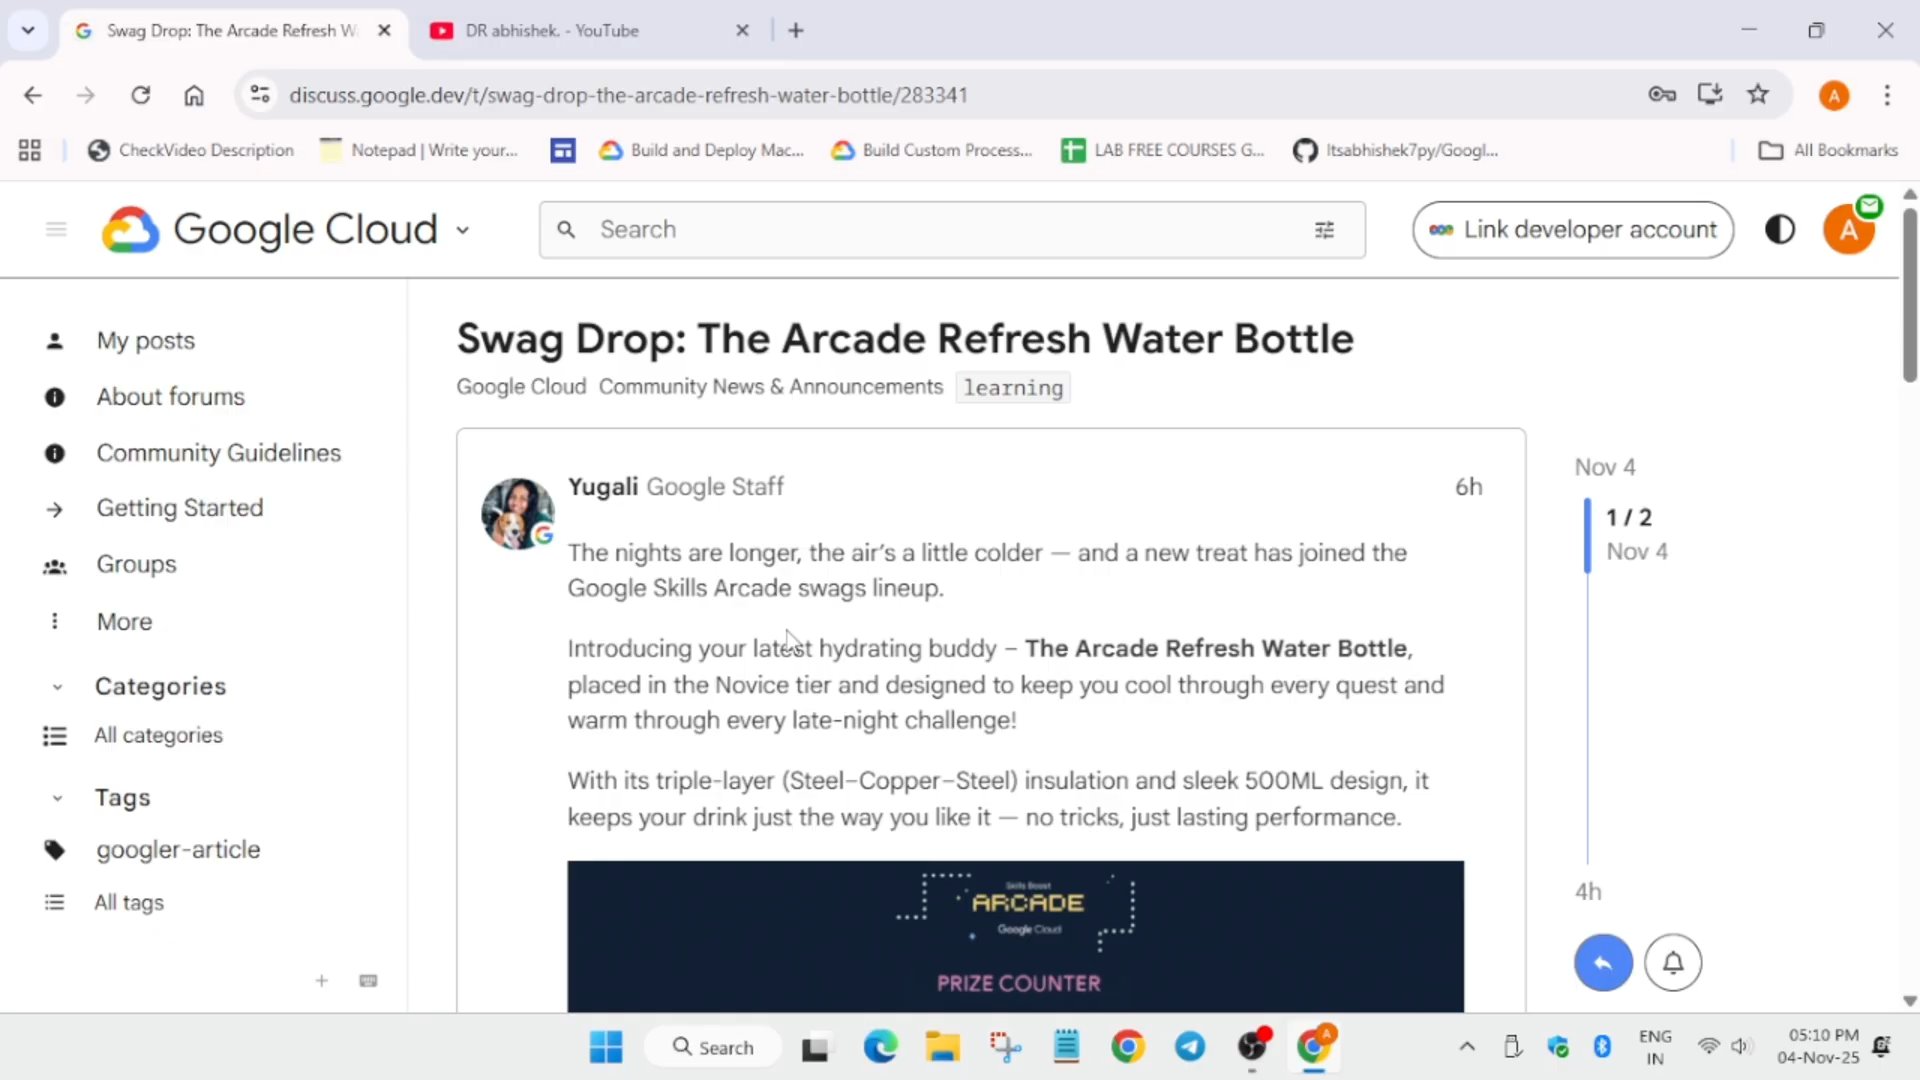 Swag Drop: The Arcade Refresh W
DR abhishek. - YouTube
discuss.google.dev/t/swag-drop-the-arcade-refresh-water-bottle/283341
A
CheckVideo Description
Notepad | Write your...
Build and Deploy Mac...
Build Custom Process...
LAB FREE COURSES G...
Itsabhishek7py/Googl...
All Bookmarks
Google Cloud
Search
Link developer account
A
My posts
About forums
Community Guidelines
Getting Started
Groups
More
Categories
All categories
Tags
googler-article
All tags
Swag Drop: The Arcade Refresh Water Bottle
Google Cloud Community News & Announcements learning
Yugali Google Staff
6h
The nights are longer, the air's a little colder — and a new treat has joined the
Google Skills Arcade swags lineup.
Introducing your latest hydrating buddy – The Arcade Refresh Water Bottle,
placed in the Novice tier and designed to keep you cool through every quest and
warm through every late-night challenge!
With its triple-layer (Steel–Copper–Steel) insulation and sleek 500ML design, it
keeps your drink just the way you like it — no tricks, just lasting performance.
Skills Boost
ARCADE
Google Cloud
PRIZE COUNTER
Nov 4
1 / 2
Nov 4
4h
Search
A
ENG
IN
05:10 PM
04-Nov-25